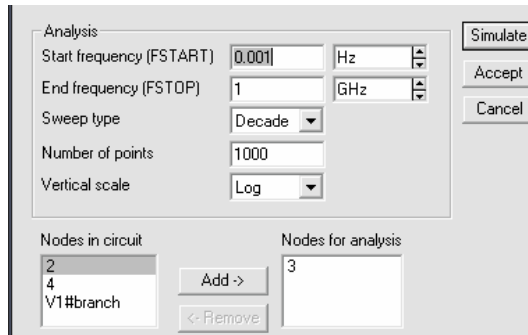 Analysis
Start frequency (FSTART) 0.001 Hz
End frequency (FSTOP) 1 GHz
Sweep type Decade
Number of points 1000
Vertical scale Log
Simulate
Accept
Cancel
Nodes in circuit
2
4
V1#branch
Add ->
<- Remove
Nodes for analysis
3